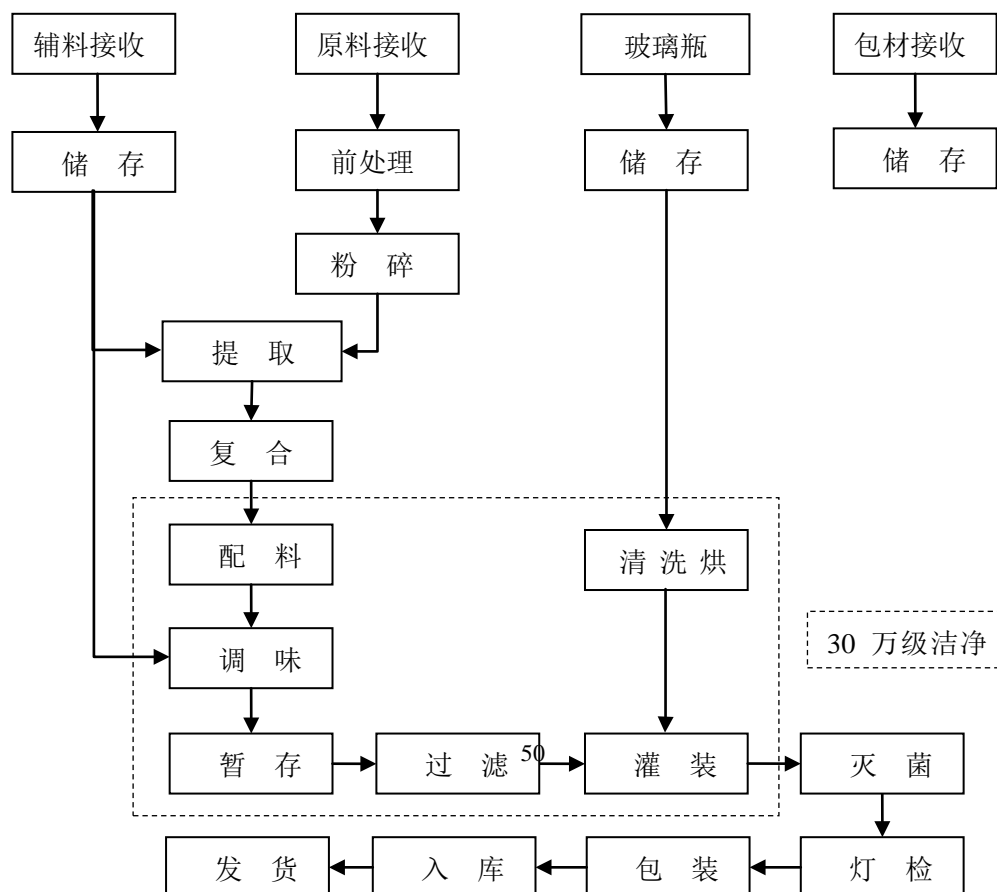 辅料接收
原料接收
玻璃瓶
包材接收
储 存
前处理
储 存
储 存
粉 碎
提 取
复 合
配 料
清 洗 烘
调 味
30 万级洁净
暂 存
过 滤
50
灌 装
灭 菌
发 货
入 库
包 装
灯 检